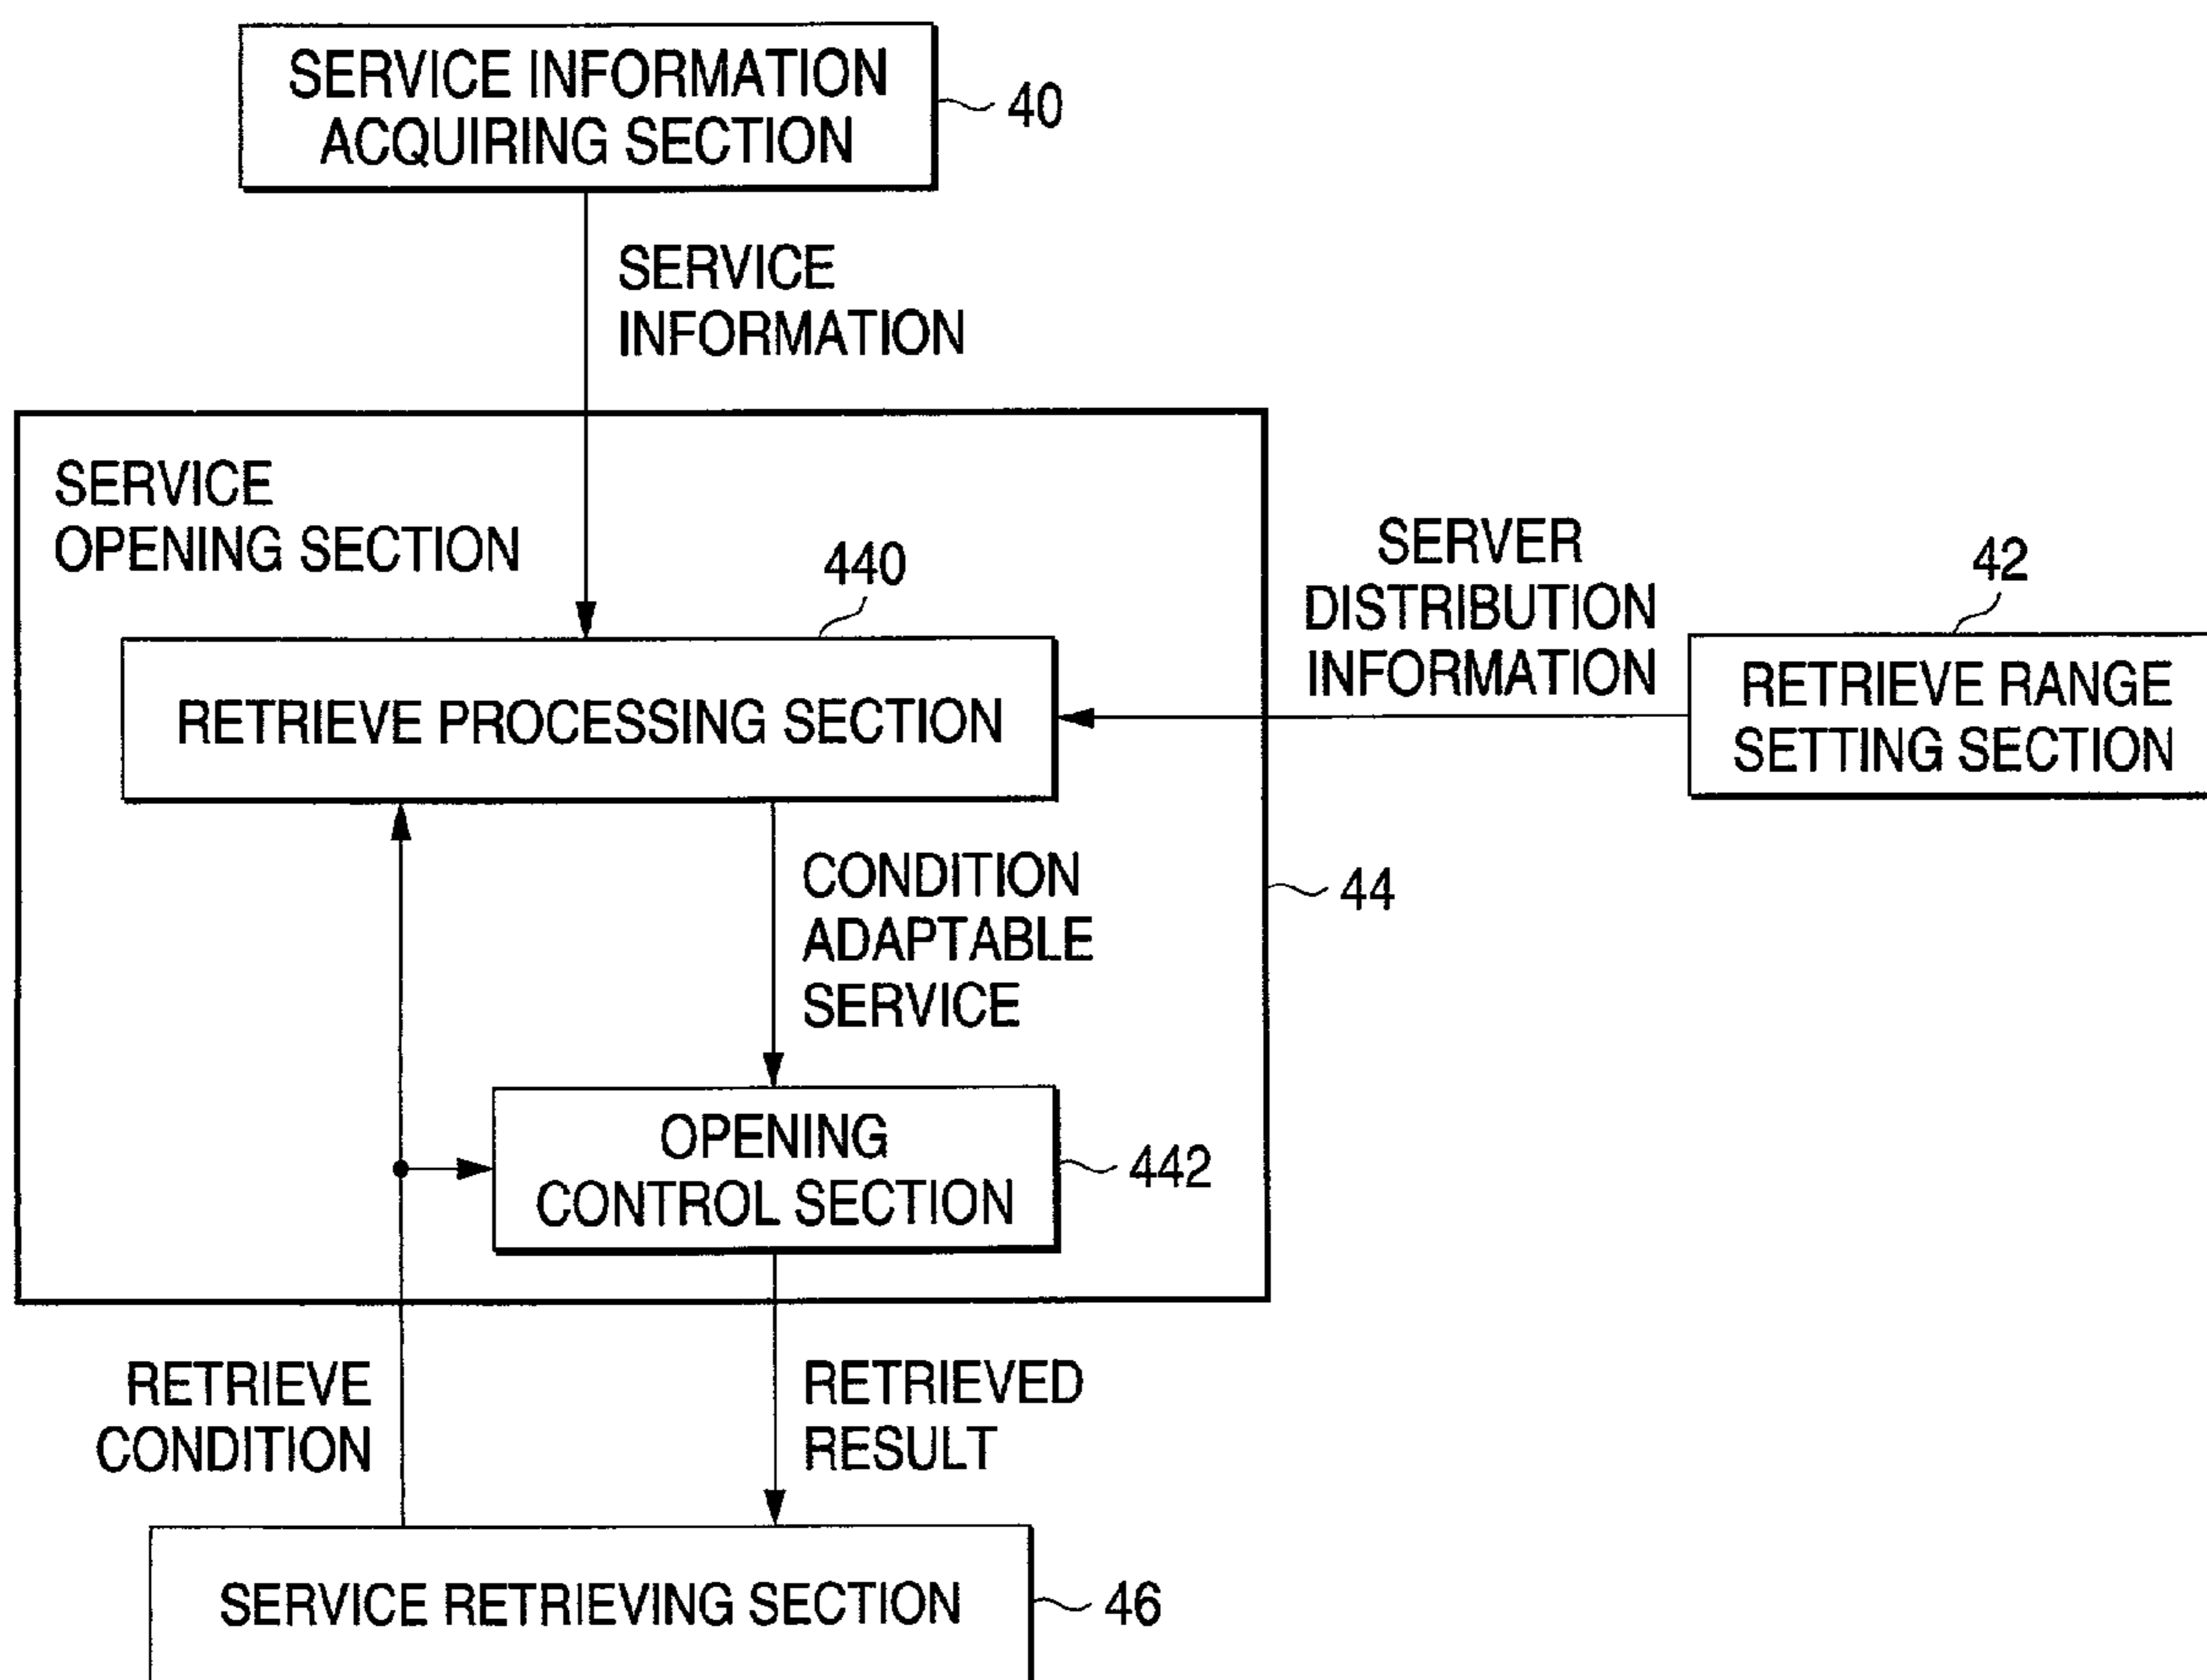 SERVICE INFORMATION
ACQUIRING SECTION
40
SERVICE
INFORMATION
SERVICE
OPENING SECTION
440
SERVER
DISTRIBUTION
INFORMATION
42
RETRIEVE RANGE
SETTING SECTION
RETRIEVE PROCESSING SECTION
CONDITION
ADAPTABLE
SERVICE
44
OPENING
CONTROL SECTION
442
RETRIEVE
CONDITION
RETRIEVED
RESULT
SERVICE RETRIEVING SECTION
46